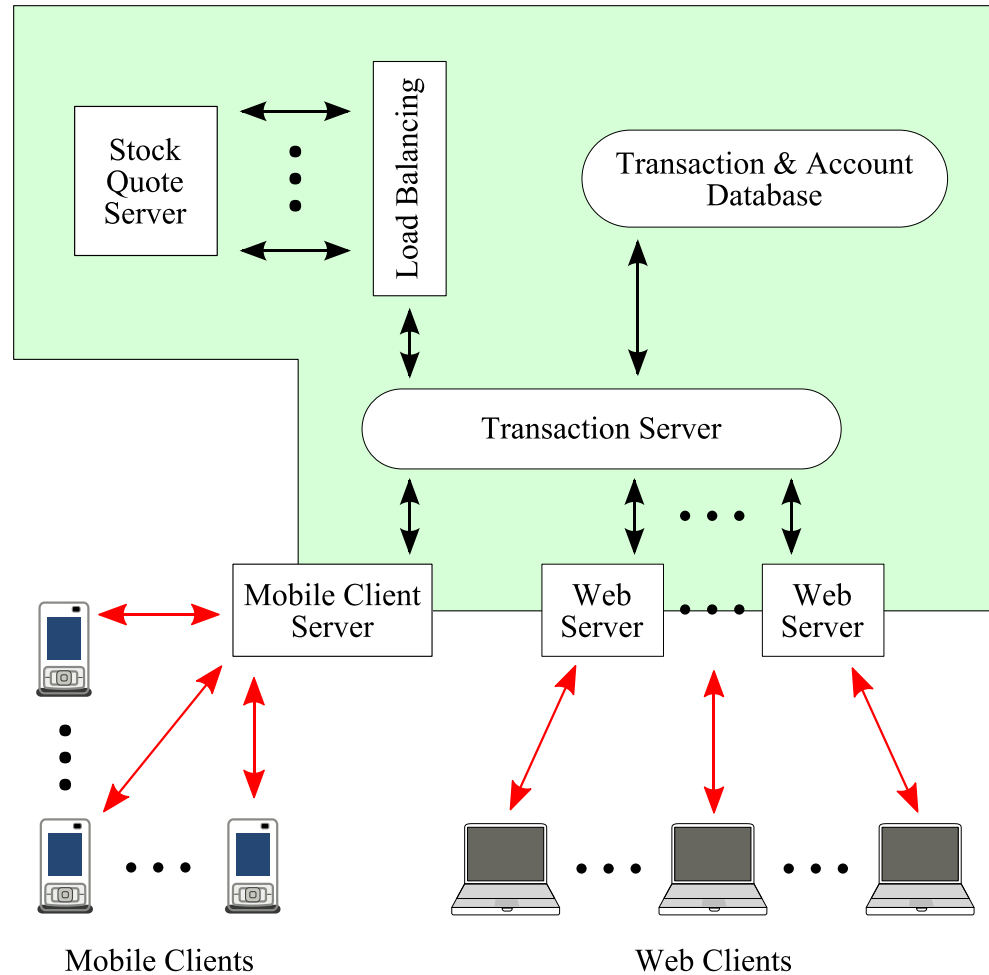 Stock
Quote
Server
Load Balancing
Transaction & Account
Database
Transaction Server
Mobile Client
Server
Web
Server
Web
Server
Mobile Clients
Web Clients